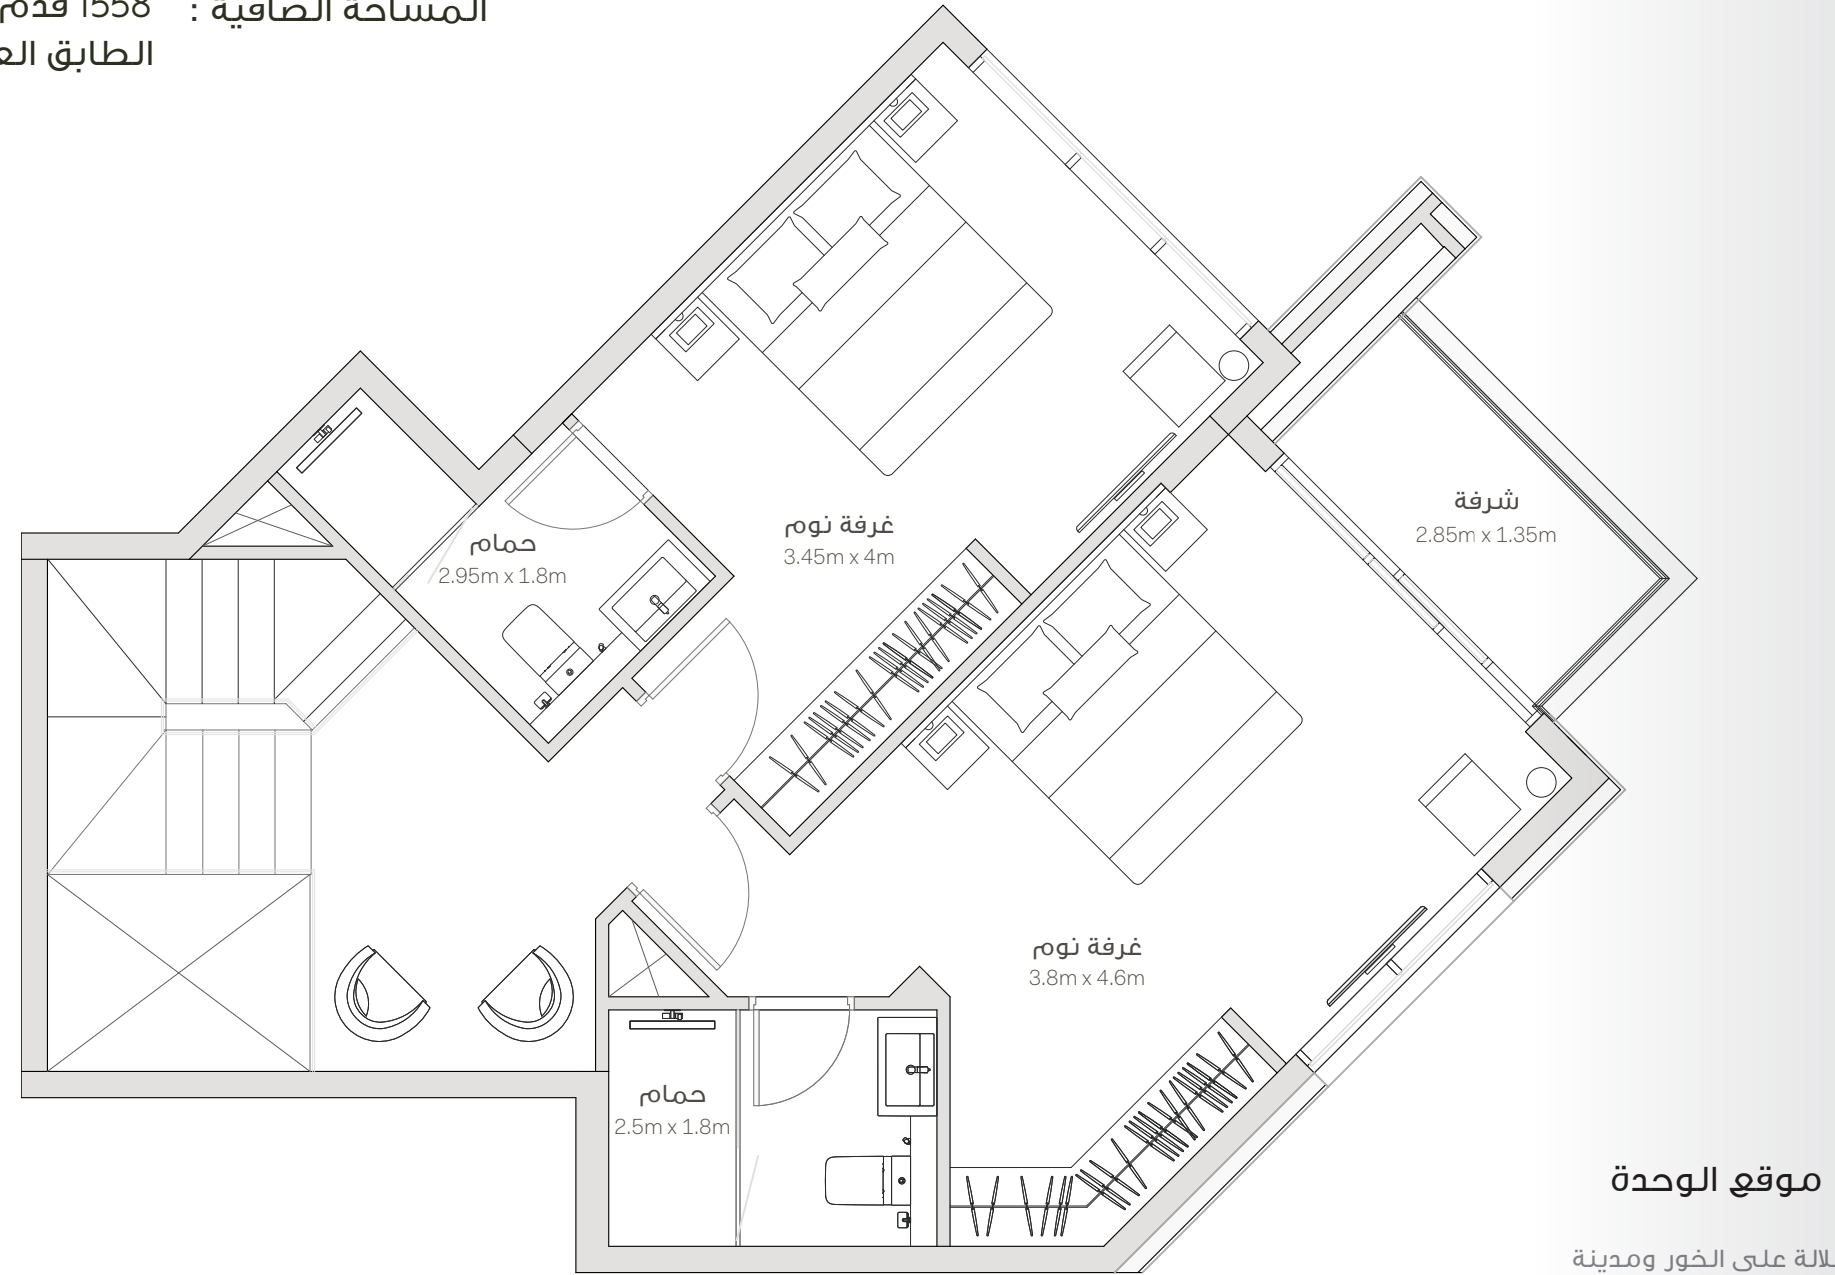 المساحة الصافية : 1558 قدم
الطابق
شرفة
2.85m x 1.35m
غرفة نوم
3.45m x 4m
حمام
2.95m x 1.8m
غرفة نوم
3.8m x 4.6m
حمام
2.5m x 1.8m
موقع الوحدة
على الخور ومدينة